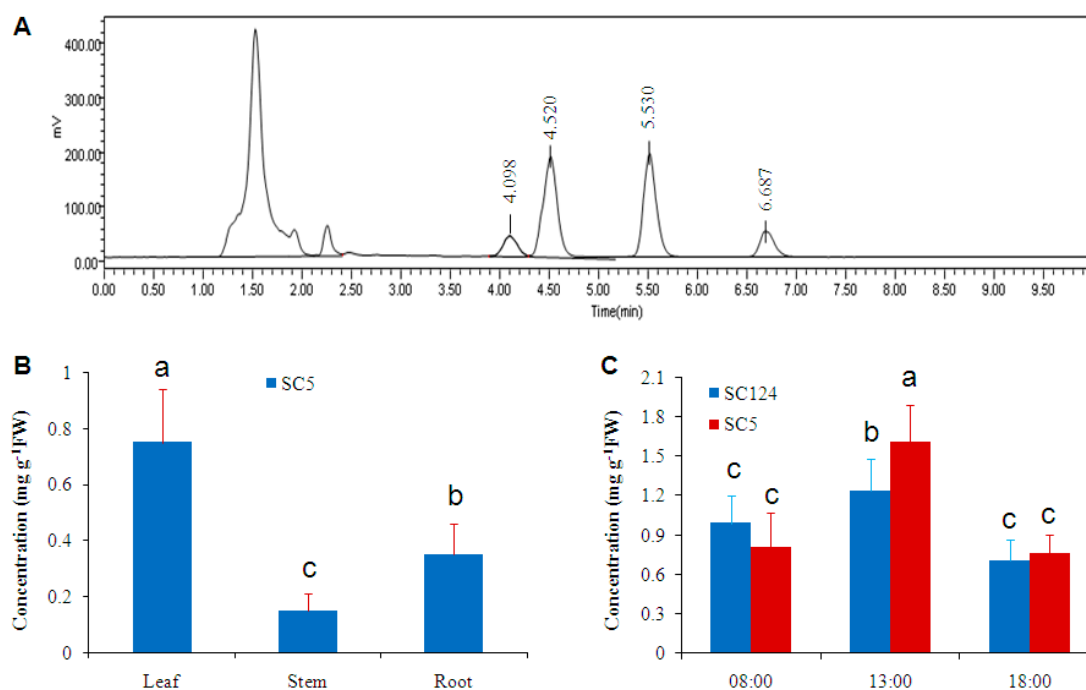 A
400.00
300.00
200.00
100.00
0.00
mV
4.098
4.520
5.530
6.687
0.00 0.50 1.00 1.50 2.00 2.50 3.00 3.50 4.00 4.50 5.00 5.50 6.00 6.50 7.00 7.50 8.00 8.50 9.00 9.50
Time(min)
B
Concentration (mg g⁻¹FW)
1
0.8
0.6
0.4
0.2
0
SC5
a
c
b
Leaf Stem Root
C
Concentration (mg g⁻¹FW)
2.1
1.8
1.5
1.2
0.9
0.6
0.3
0
SC124
SC5
c
c
b
a
c
c
08:00 13:00 18:00